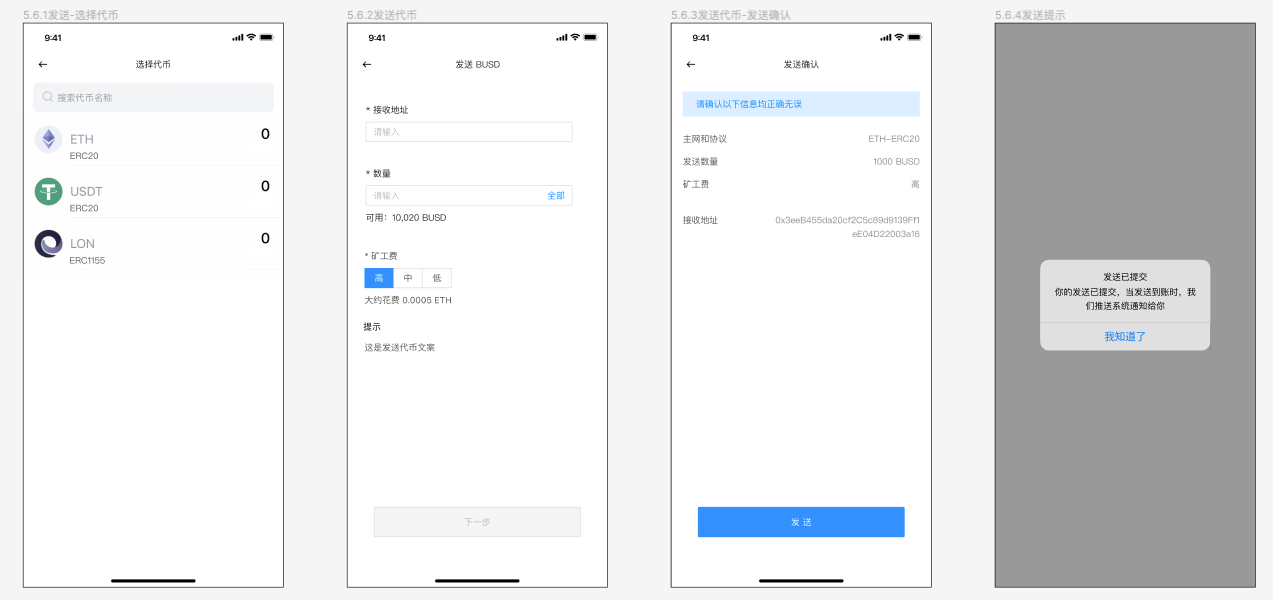 5.6.1发送-选择代币
9:41
选择代币
搜索代币名称
ETH
0
ERC20
USDT
0
ERC20
LON
0
ERC1155
5.6.2发送代币
9:41
发送 BUSD
* 接收地址
请输入
* 数量
请输入
全部
可用：10,020 BUSD
* 矿工费
高
中
低
大约花费 0.0005 ETH
提示
这是发送代币文案
下一步
5.6.3发送代币-发送确认
9:41
发送确认
请确认以下信息均正确无误
主网和协议
ETH-ERC20
发送数量
1000 BUSD
矿工费
高
接收地址
0x3eeB455da20cf2C5c89d9139Ff1
eE04D22003a18
发 送
5.6.4发送提示
发送已提交
你的发送已提交，当发送到账时，我
们推送系统通知给你
我知道了